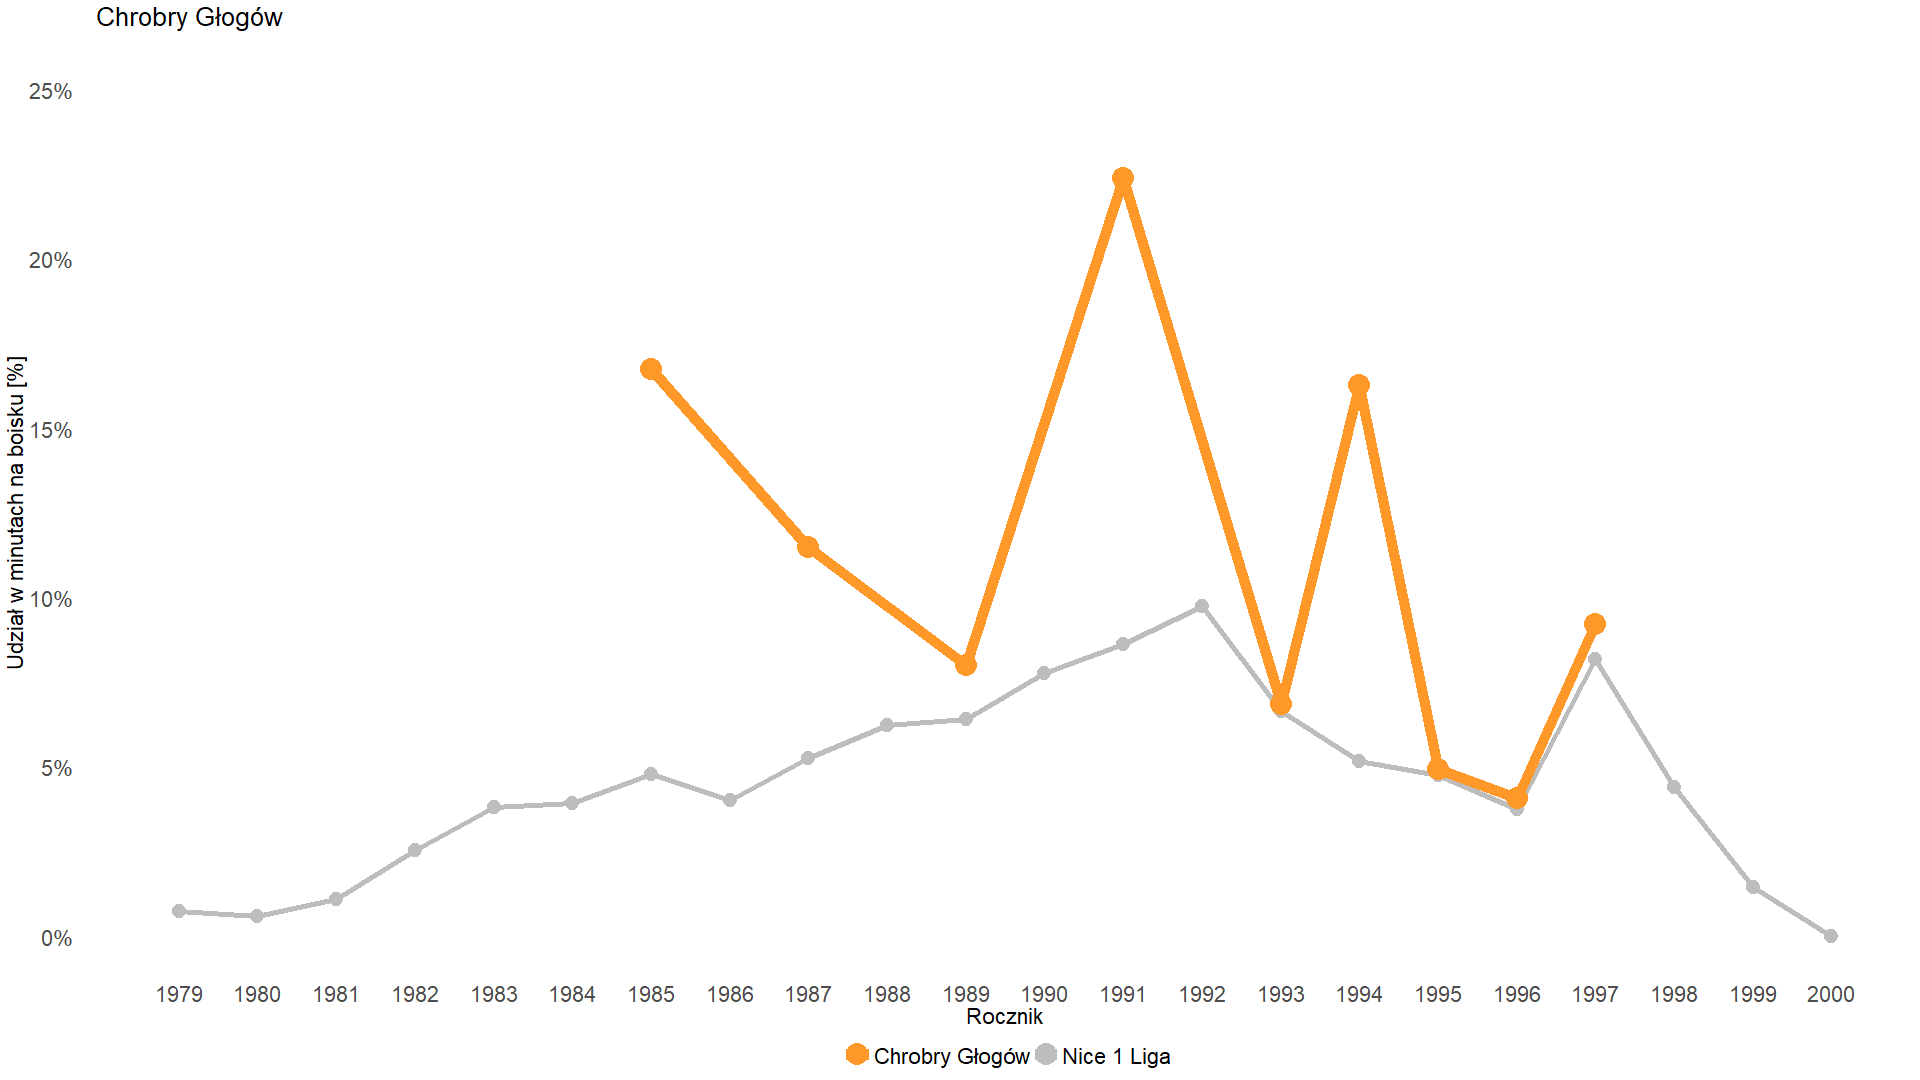 Chrobry Głogów
25%
20%
15%
10%
5%
0%
Udział w minutach na boisku [%]
1979 1980 1981 1982 1983 1984 1985 1986 1987 1988 1989 1990 1991 1992 1993 1994 1995 1996 1997 1998 1999 2000
Rocznik
Chrobry Głogów Nice 1 Liga